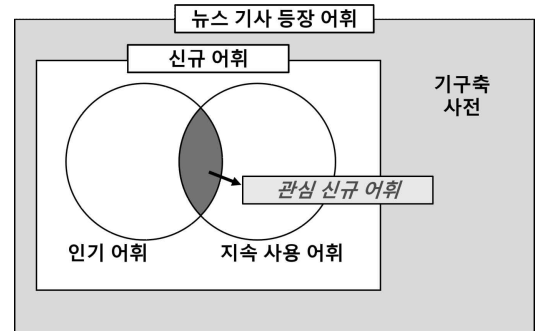 뉴스 기사 등장 어휘
신규 어휘
기구축
사전
관심 신규 어휘
인기 어휘
지속 사용 어휘